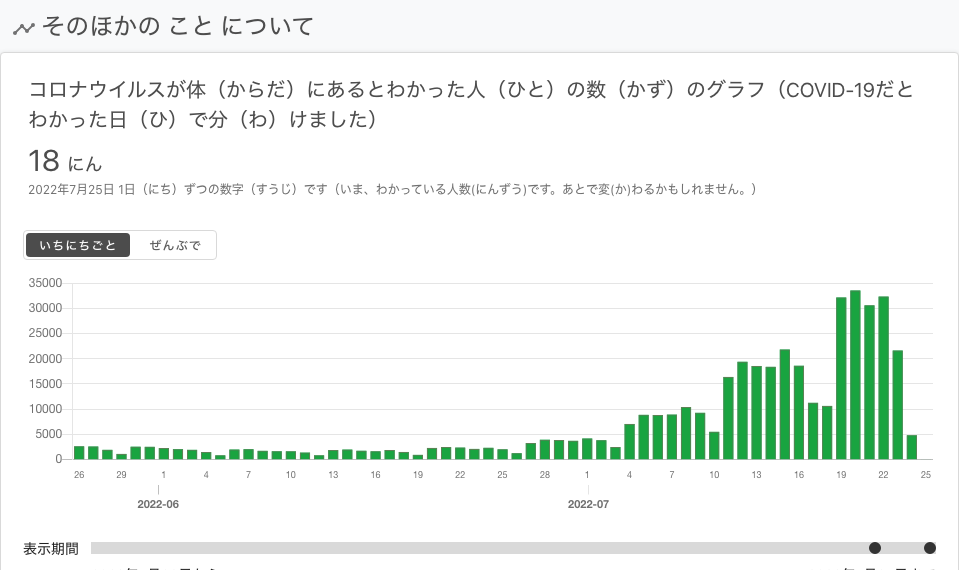 そのほかの こと について
コロナウイルスが体（からだ）にあるとわかった人（ひと）の数（かず）のグラフ（COVID-19だと
わかった日（ひ）で分（わ）けました）
18 にん
2022年7月25日 1日（にち）ずつの数字（すうじ）です（いま、わかっている人数(にんずう)です。あとで変(か)わるかもしれません。）
いちにちごと ぜんぶで
35000
30000
25000
20000
15000
10000
5000
0
26 29 1 4 7 10 13 16 19 22 25 28 1 4 7 10 13 16 19 22 25
2022-06 2022-07
表示期間